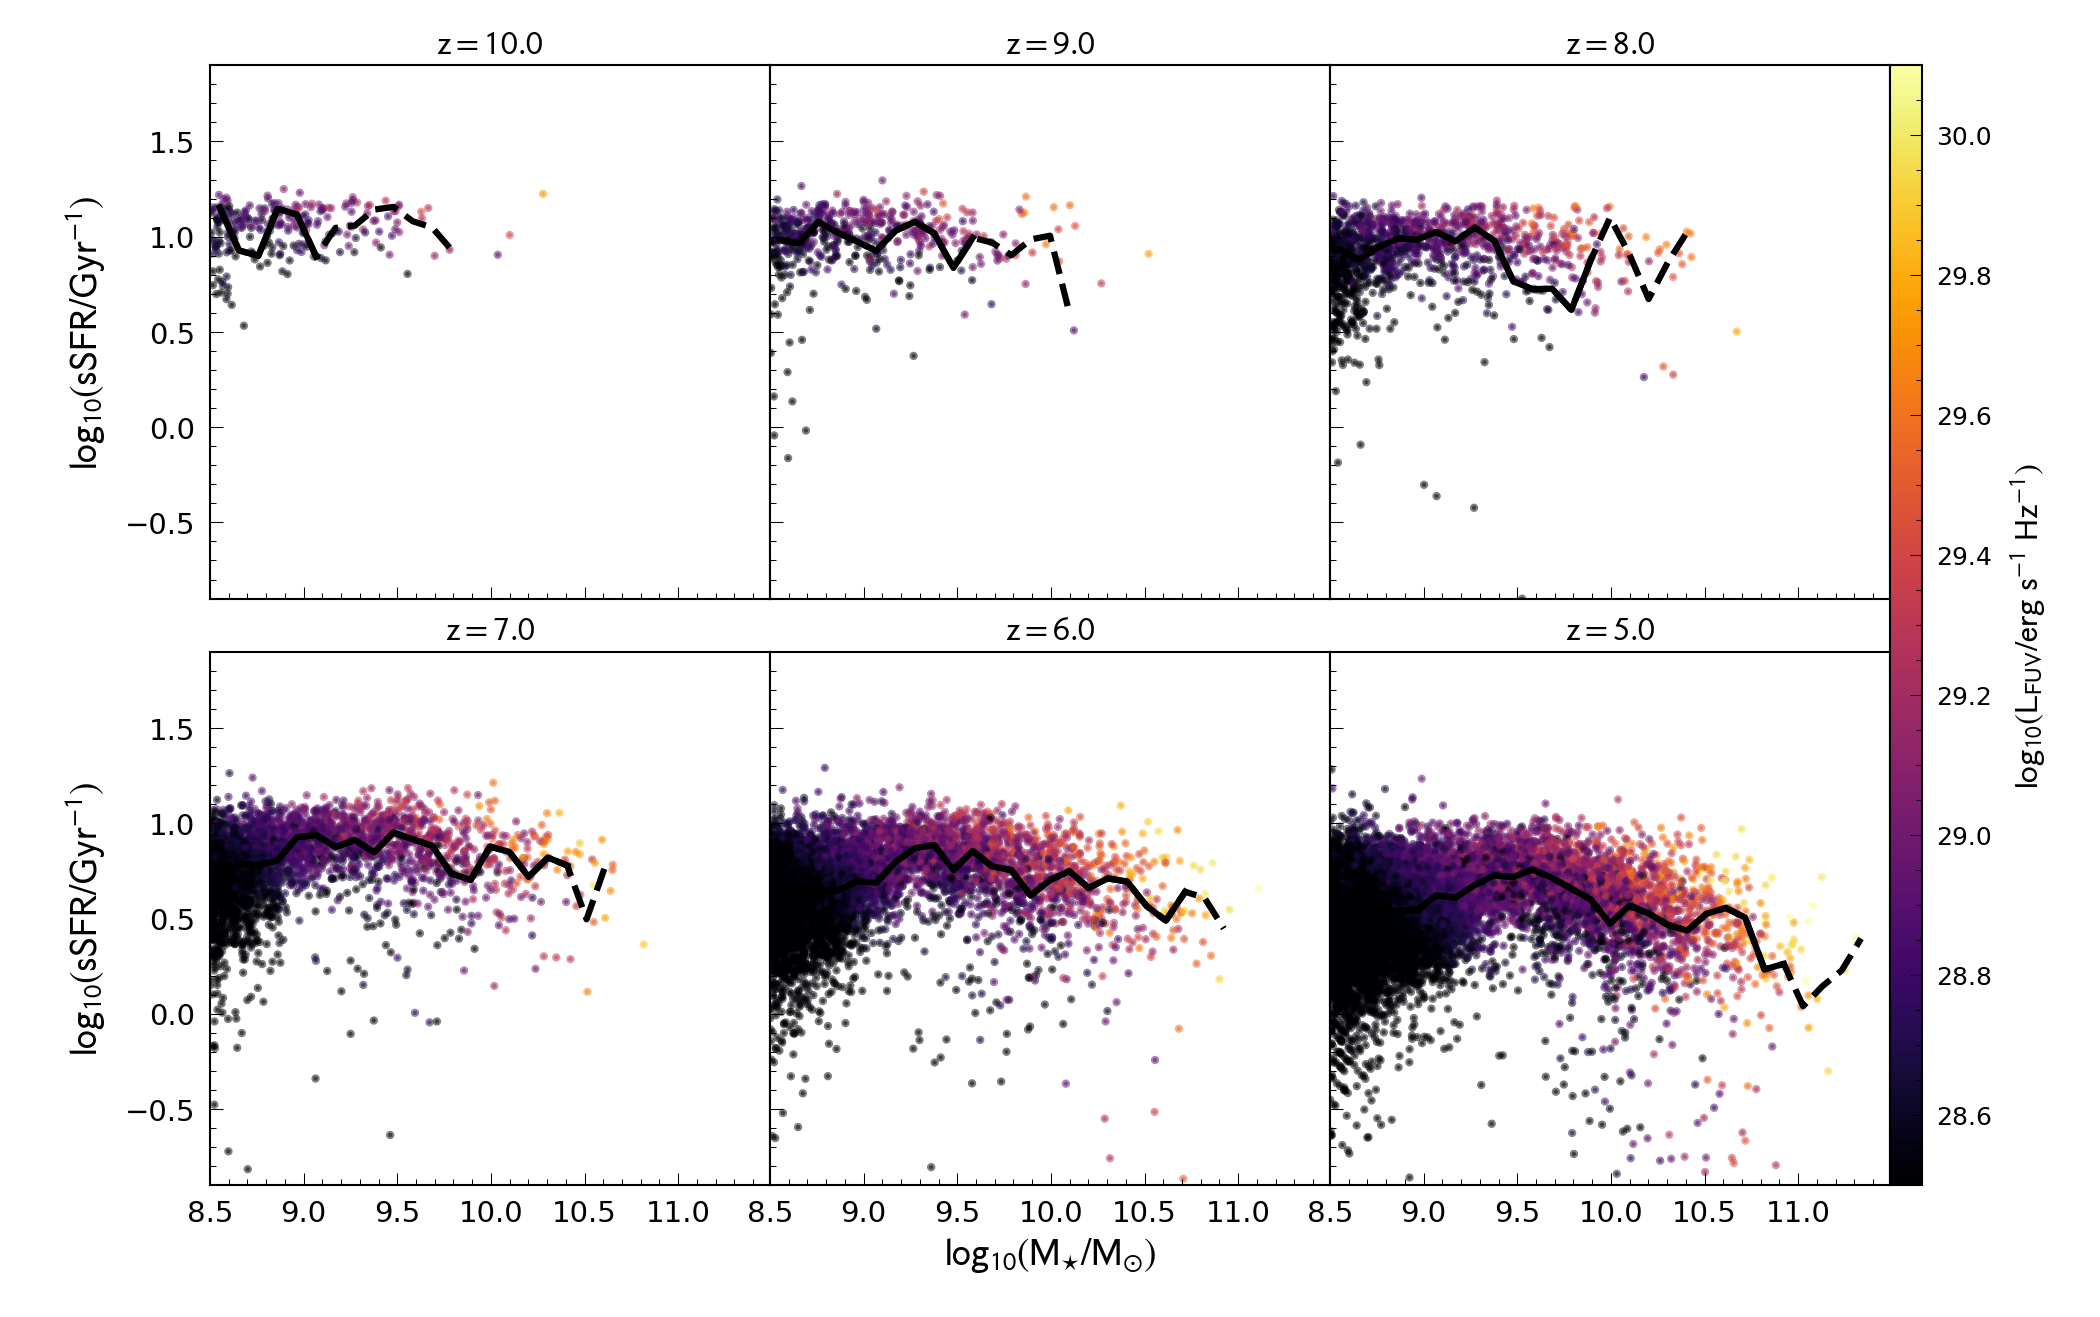 z = 10.0 z = 9.0 z = 8.0
1.5
1.0
0.5
0.0
−0.5
log₁₀(sSFR/Gyr⁻¹)
z = 7.0 z = 6.0 z = 5.0
1.5
1.0
0.5
0.0
−0.5
log₁₀(sSFR/Gyr⁻¹)
8.5 9.0 9.5 10.0 10.5 11.0 8.5 9.0 9.5 10.0 10.5 11.0 8.5 9.0 9.5 10.0 10.5 11.0
log₁₀(M⋆/M⊙)
30.0
29.8
29.6
29.4
29.2
29.0
28.8
28.6
log₁₀(L_FUV/erg s⁻¹ Hz⁻¹)